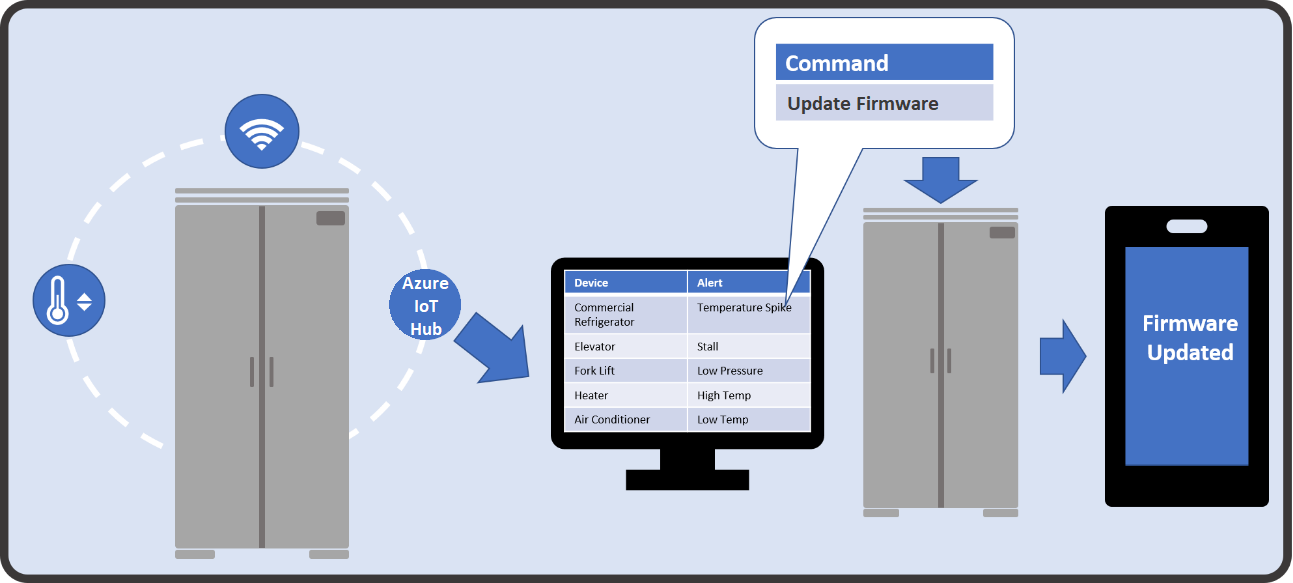 Command
Update Firmware
Azure
IoT
Hub
Device Alert
Commercial Refrigerator Temperature Spike
Elevator Stall
Fork Lift Low Pressure
Heater High Temp
Air Conditioner Low Temp
Firmware
Updated